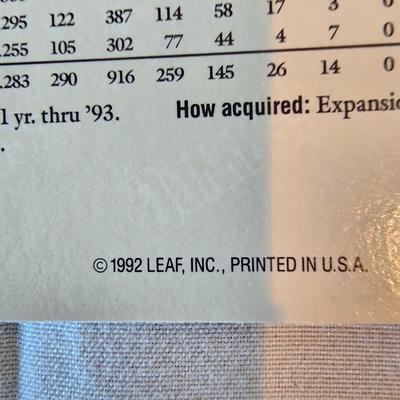 .295 122 387 114 58 17 3 0
.255 105 302 77 44 4 7 0
.283 290 916 259 145 26 14 0
1 yr. thru '93. How acquired: Expansio
.
© 1992 LEAF, INC., PRINTED IN U.S.A.